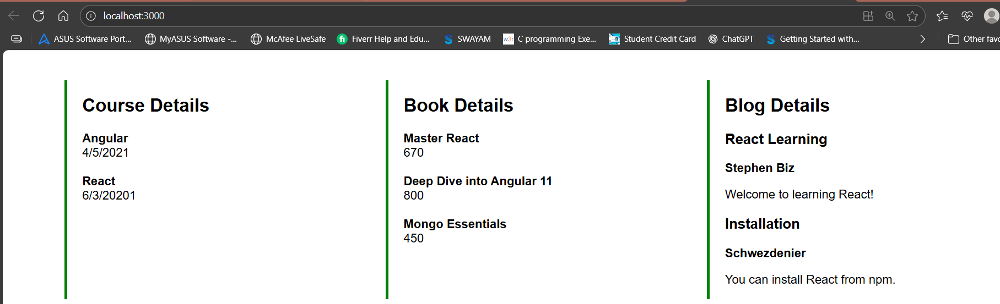 localhost:3000
ASUS Software Port... MyASUS Software -... McAfee LiveSafe Fiverr Help and Edu... SWAYAM w3r C programming Exe... Student Credit Card ChatGPT Getting Started with... Other favo
Course Details
Angular
4/5/2021
React
6/3/20201
Book Details
Master React
670
Deep Dive into Angular 11
800
Mongo Essentials
450
Blog Details
React Learning
Stephen Biz
Welcome to learning React!
Installation
Schwezdenier
You can install React from npm.